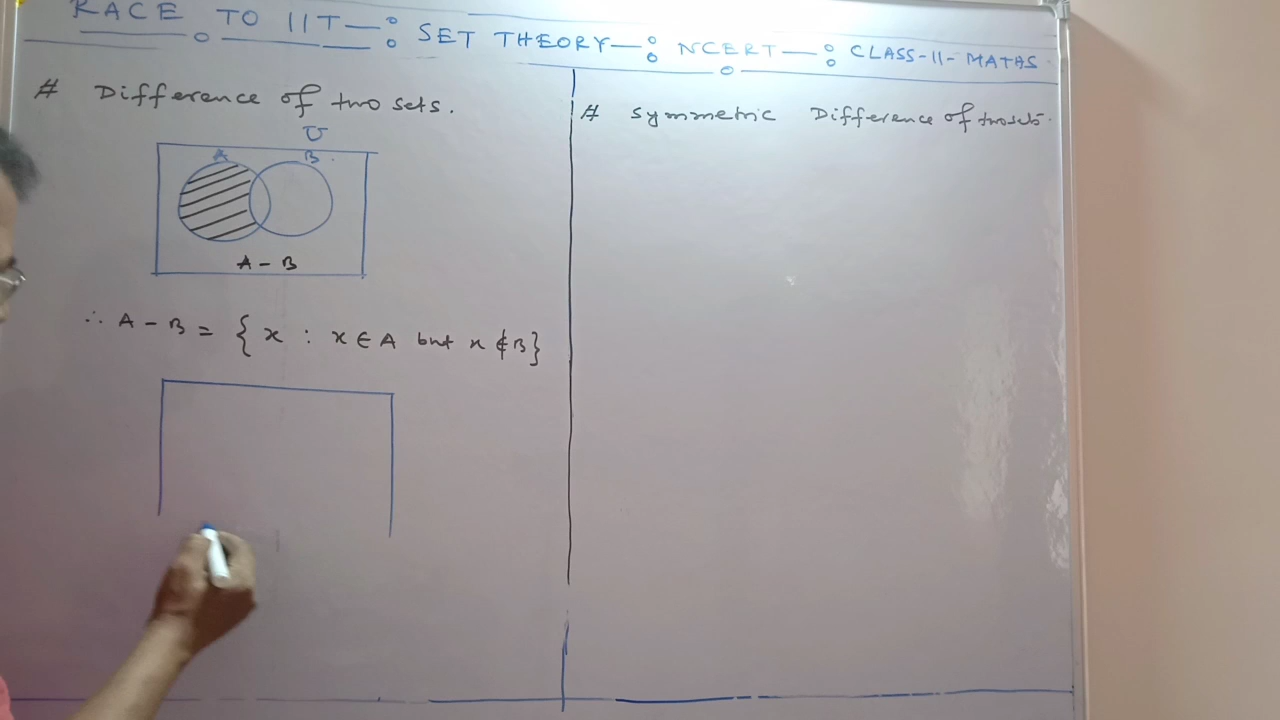 RACE TO IIT—: SET THEORY—: NCERT—: CLASS-11-MATHS
# Difference of two sets.
U
A B
A - B
∴ A - B = { x : x ∈ A but x ∉ B}
# Symmetric Difference of two sets.